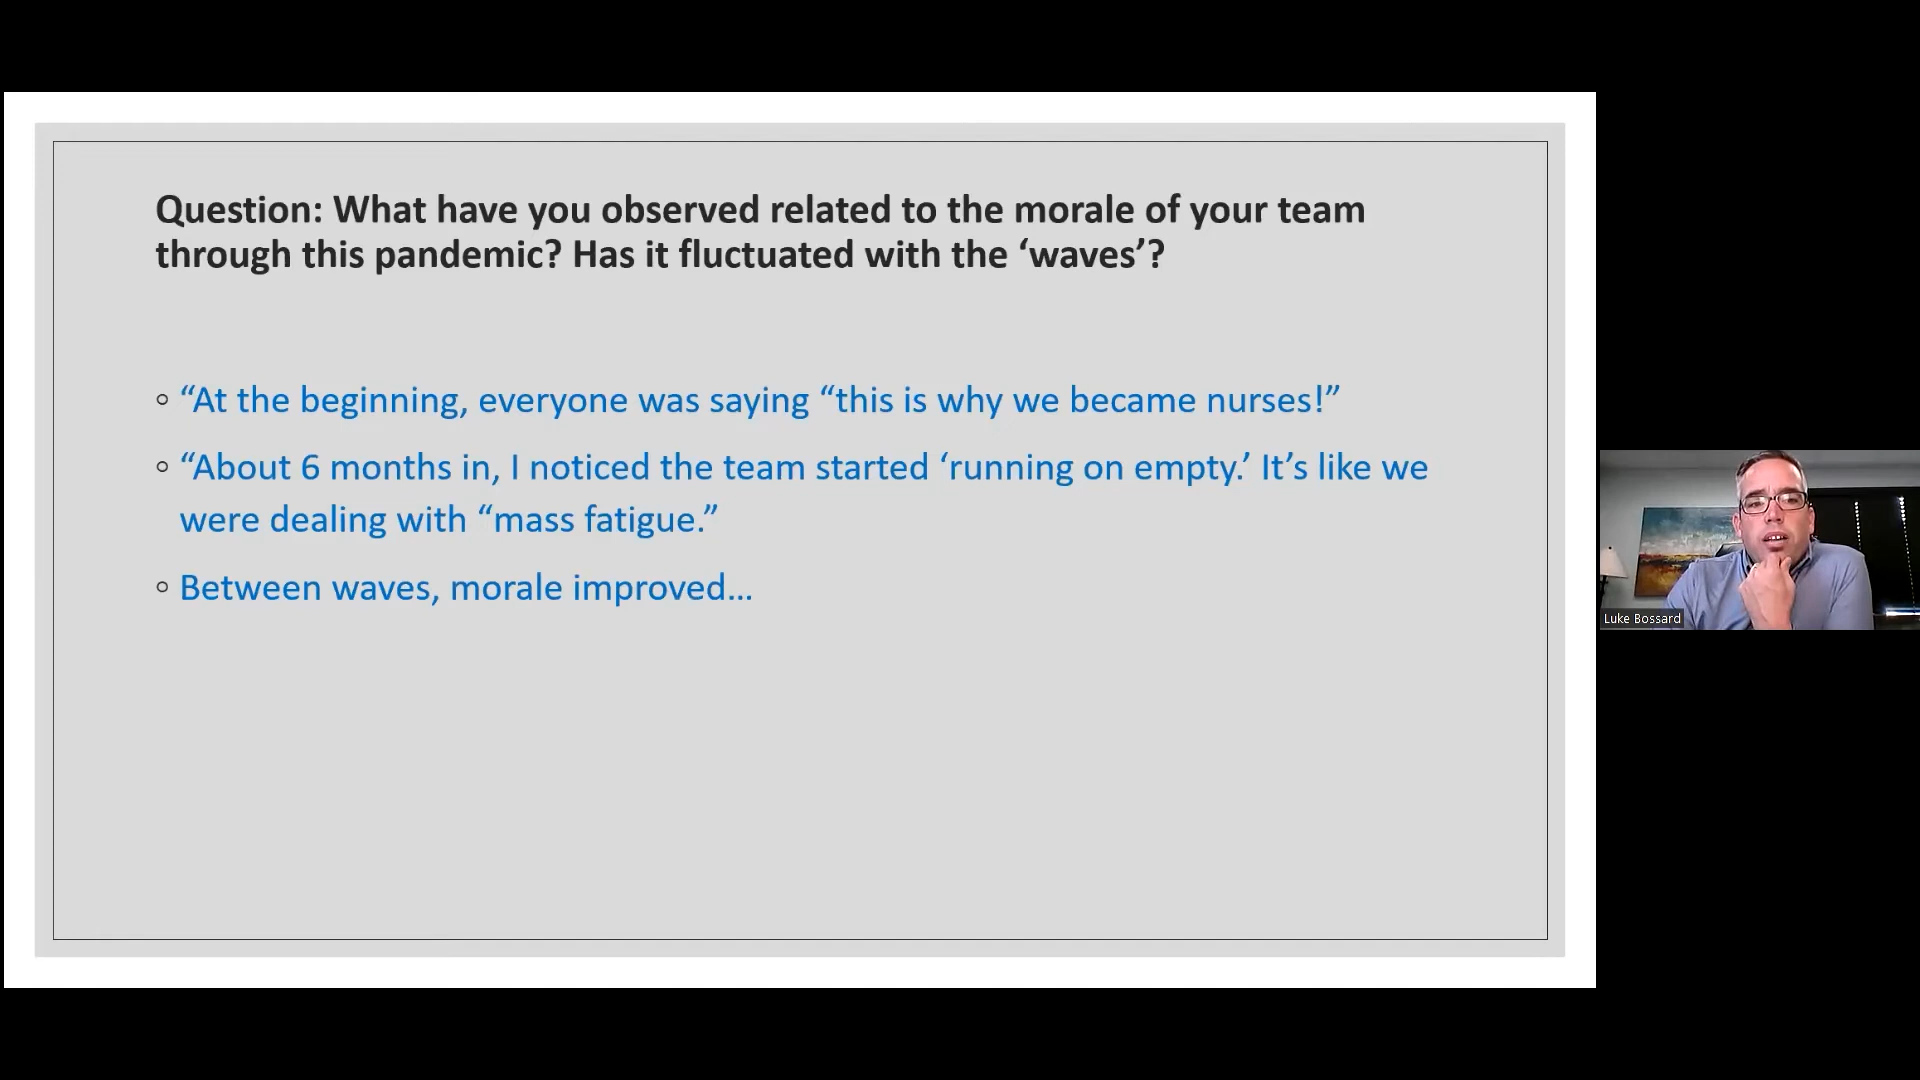 Question: What have you observed related to the morale of your team
through this pandemic? Has it fluctuated with the ‘waves’?
◦ “At the beginning, everyone was saying “this is why we became nurses!”
◦ “About 6 months in, I noticed the team started ‘running on empty.’ It’s like we
were dealing with “mass fatigue.”
◦ Between waves, morale improved…
Luke Bossard